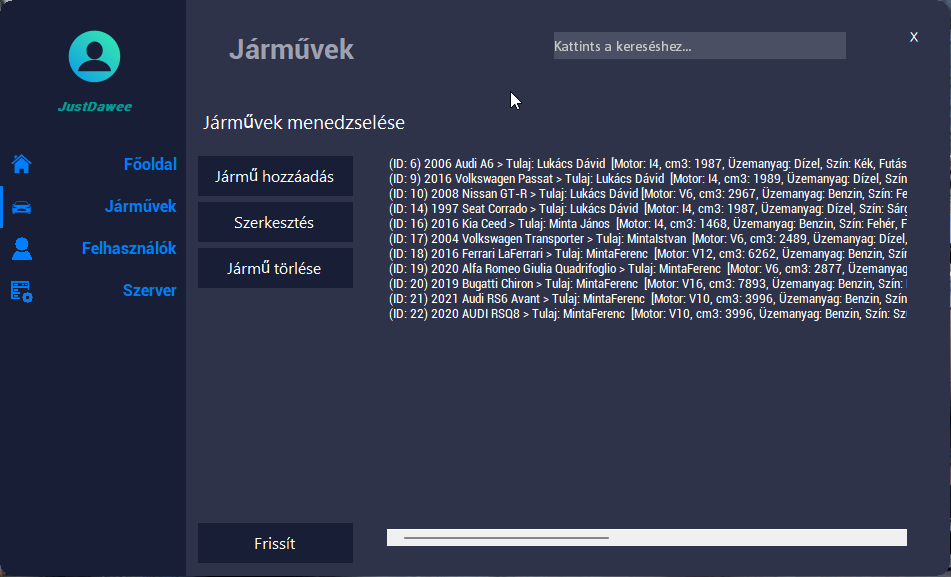 Járművek
Kattints a kereséshez...
X
JustDawee
Főoldal
Járművek
Felhasználók
Szerver
Járművek menedzselése
Jármű hozzáadás
Szerkesztés
Jármű törlése
Frissít
(ID: 6) 2006 Audi A6 > Tulaj: Lukács Dávid [Motor: I4, cm3: 1987, Üzemanyag: Dízel, Szín: Kék, Futás
(ID: 9) 2016 Volkswagen Passat > Tulaj: Lukács Dávid [Motor: I4, cm3: 1989, Üzemanyag: Dízel, Szín
(ID: 10) 2008 Nissan GT-R > Tulaj: Lukács Dávid [Motor: V6, cm3: 2967, Üzemanyag: Benzin, Szín: Fe
(ID: 14) 1997 Seat Corrado > Tulaj: Lukács Dávid [Motor: I4, cm3: 1987, Üzemanyag: Dízel, Szín: Sárg
(ID: 16) 2016 Kia Ceed > Tulaj: Minta János [Motor: I4, cm3: 1468, Üzemanyag: Benzin, Szín: Fehér, F
(ID: 17) 2004 Volkswagen Transporter > Tulaj: MintaIstvan [Motor: V6, cm3: 2489, Üzemanyag: Dízel,
(ID: 18) 2016 Ferrari LaFerrari > Tulaj: MintaFerenc [Motor: V12, cm3: 6262, Üzemanyag: Benzin, Szín
(ID: 19) 2020 Alfa Romeo Giulia Quadrifoglio > Tulaj: MintaFerenc [Motor: V6, cm3: 2877, Üzemanyag
(ID: 20) 2019 Bugatti Chiron > Tulaj: MintaFerenc [Motor: V16, cm3: 7893, Üzemanyag: Benzin, Szín:
(ID: 21) 2021 Audi RS6 Avant > Tulaj: MintaFerenc [Motor: V10, cm3: 3996, Üzemanyag: Benzin, Szín
(ID: 22) 2020 AUDI RSQ8 > Tulaj: MintaFerenc [Motor: V10, cm3: 3996, Üzemanyag: Benzin, Szín: Sz